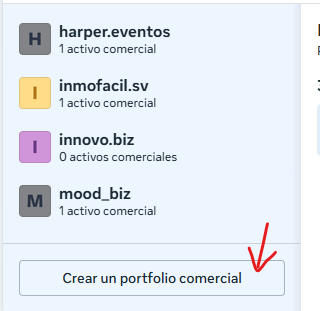 H
harper.eventos
1 activo comercial
I
inmofacil.sv
1 activo comercial
I
innovo.biz
0 activos comerciales
M
mood_biz
1 activo comercial
Crear un portfolio comercial